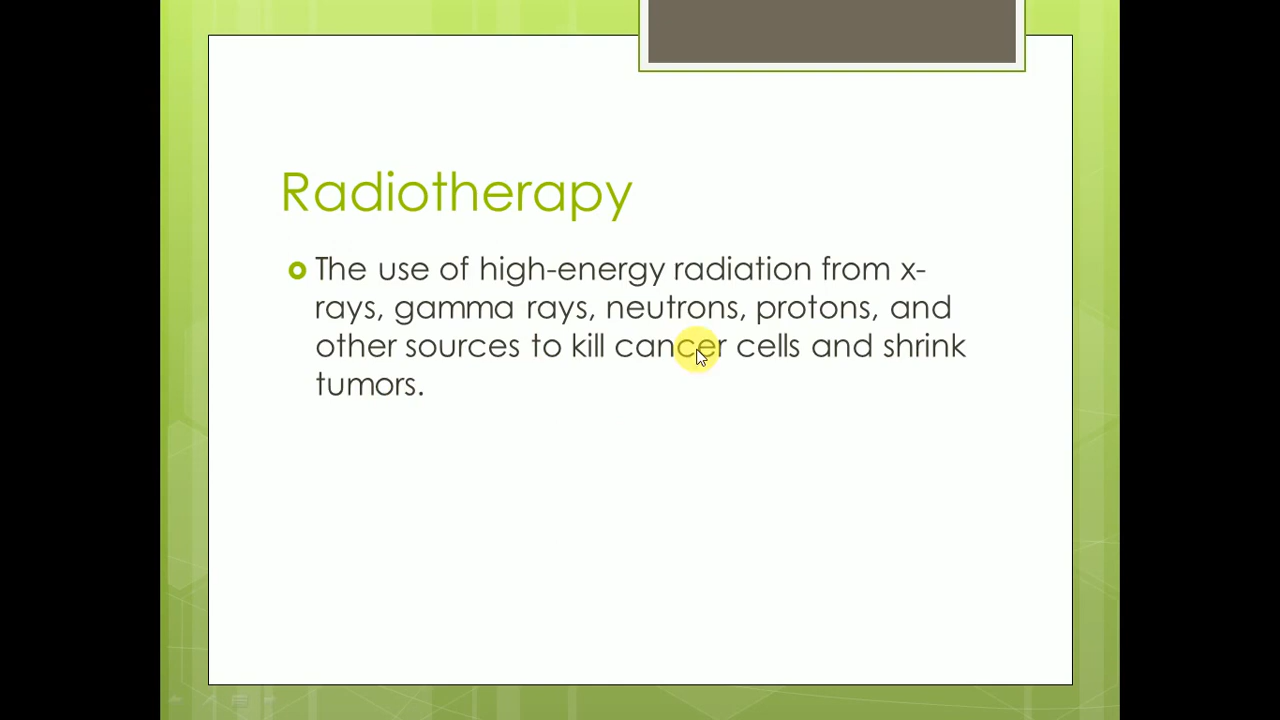 Radiotherapy
The use of high-energy radiation from x-
rays, gamma rays, neutrons, protons, and
other sources to kill cancer cells and shrink
tumors.